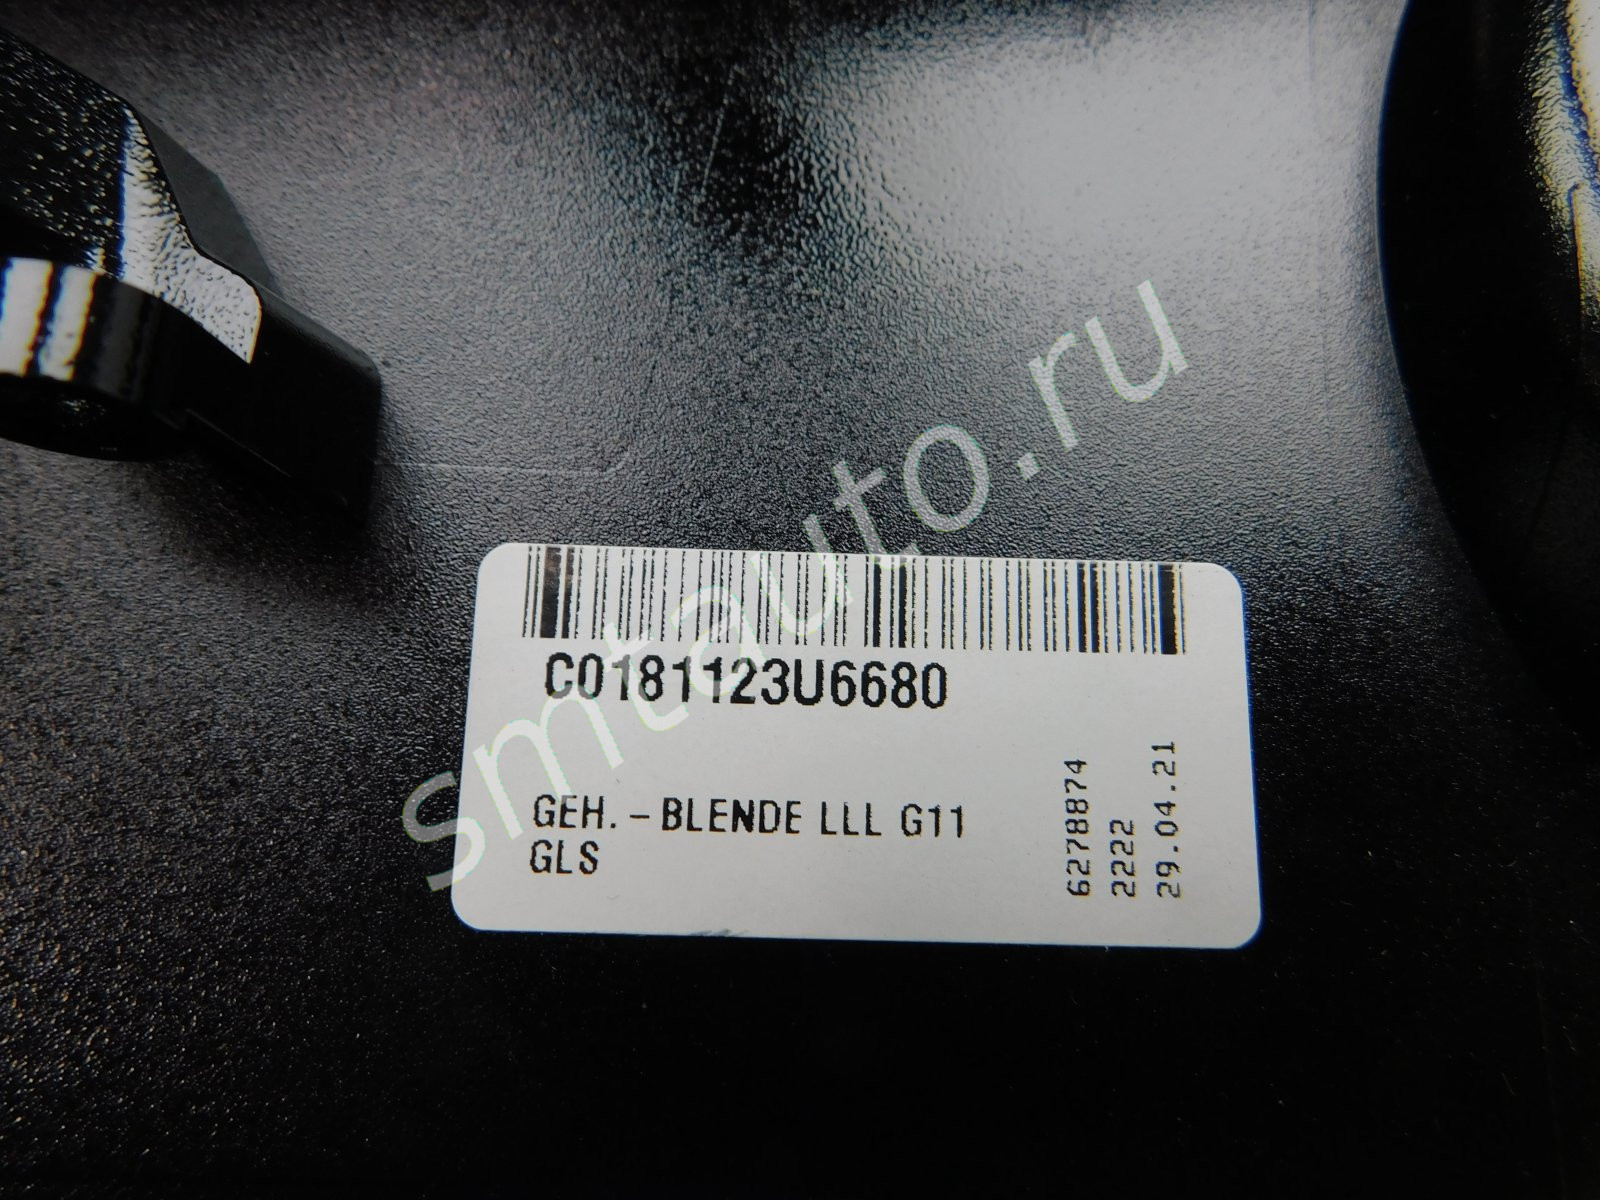 smtauto.ru
C0181123U6680
GEH.-BLENDE LLL G11
GLS
6278874
2222
29.04.21